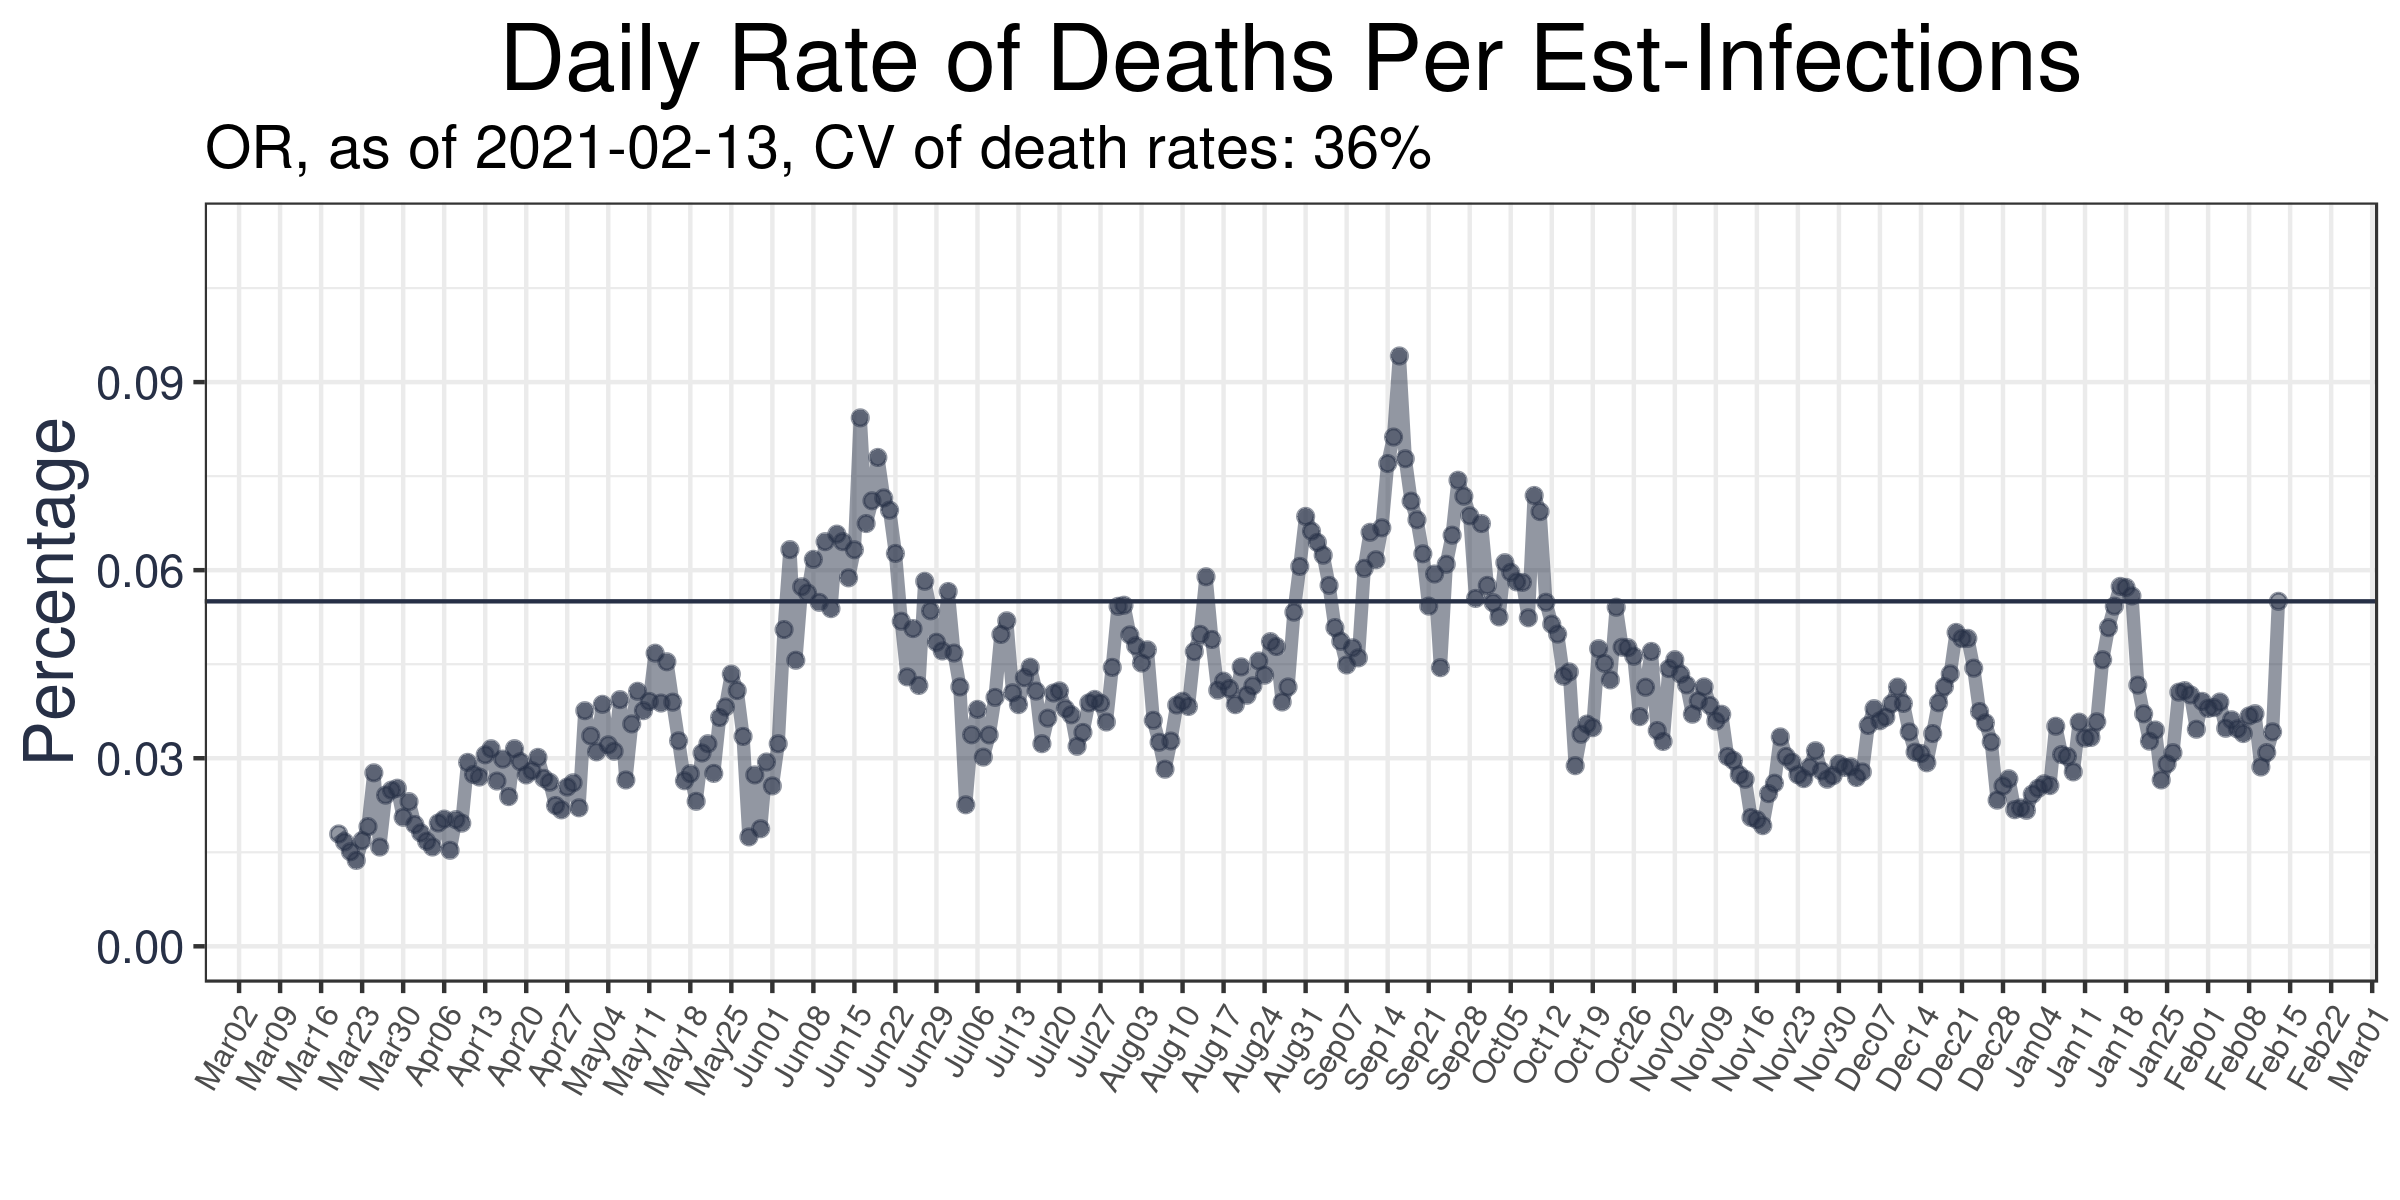 Daily Rate of Deaths Per Est-Infections
OR, as of 2021-02-13, CV of death rates: 36%
Percentage
0.09
0.06
0.03
0.00
Mar02
Mar09
Mar16
Mar23
Mar30
Apr06
Apr13
Apr20
Apr27
May04
May11
May18
May25
Jun01
Jun08
Jun15
Jun22
Jun29
Jul06
Jul13
Jul20
Jul27
Aug03
Aug10
Aug17
Aug24
Aug31
Sep07
Sep14
Sep21
Sep28
Oct05
Oct12
Oct19
Oct26
Nov02
Nov09
Nov16
Nov23
Nov30
Dec07
Dec14
Dec21
Dec28
Jan04
Jan11
Jan18
Jan25
Feb01
Feb08
Feb15
Feb22
Mar01